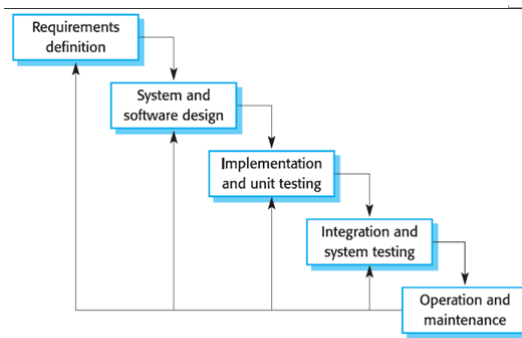 Requirements
definition
System and
software design
Implementation
and unit testing
Integration and
system testing
Operation and
maintenance